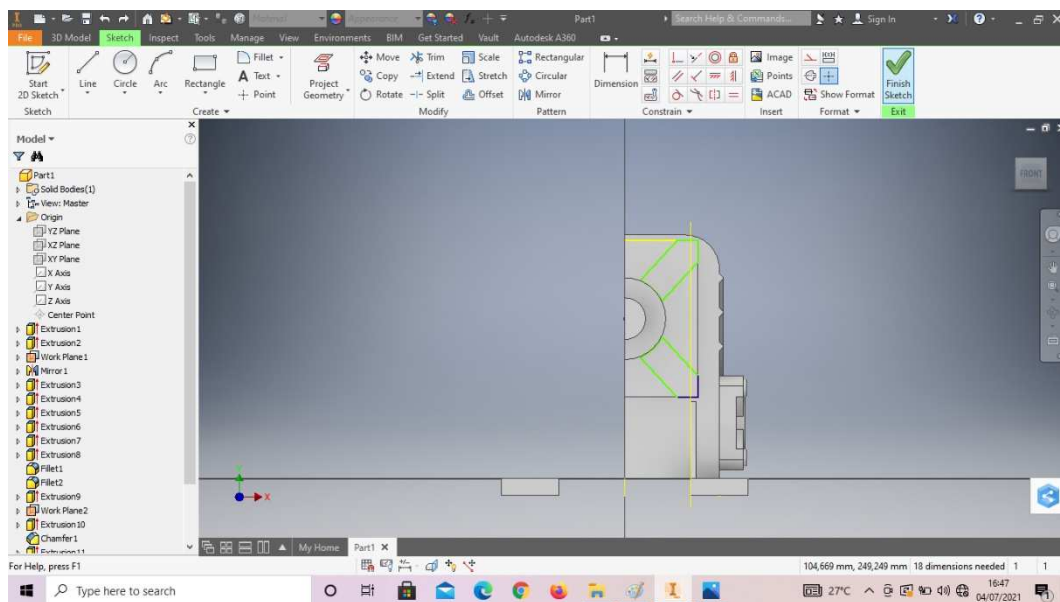 Material
Appearance
Part1
Search Help & Commands...
Sign In
File 3D Model Sketch Inspect Tools Manage View Environments BIM Get Started Vault Autodesk A360
Start
2D Sketch
Line
Circle
Arc
Rectangle
Fillet
Text
Point
Project
Geometry
Move Trim Scale
Copy Extend Stretch
Rotate Split Offset
Rectangular
Circular
Mirror
Dimension
Image
Points
ACAD
Show Format
Finish
Sketch
Sketch Create Modify Pattern Constrain Insert Format Exit
Model
FRONT
Part1
Solid Bodies(1)
View: Master
Origin
YZ Plane
XZ Plane
XY Plane
X Axis
Y Axis
Z Axis
Center Point
Extrusion1
Extrusion2
Work Plane1
Mirror1
Extrusion3
Extrusion4
Extrusion5
Extrusion6
Extrusion7
Extrusion8
Fillet1
Fillet2
Extrusion9
Work Plane2
Extrusion10
Chamfer1
Extrusion11
X
My Home Part1
For Help, press F1
104,669 mm, 249,249 mm 18 dimensions needed 1 1
Type here to search
27°C
16:47
04/07/2021